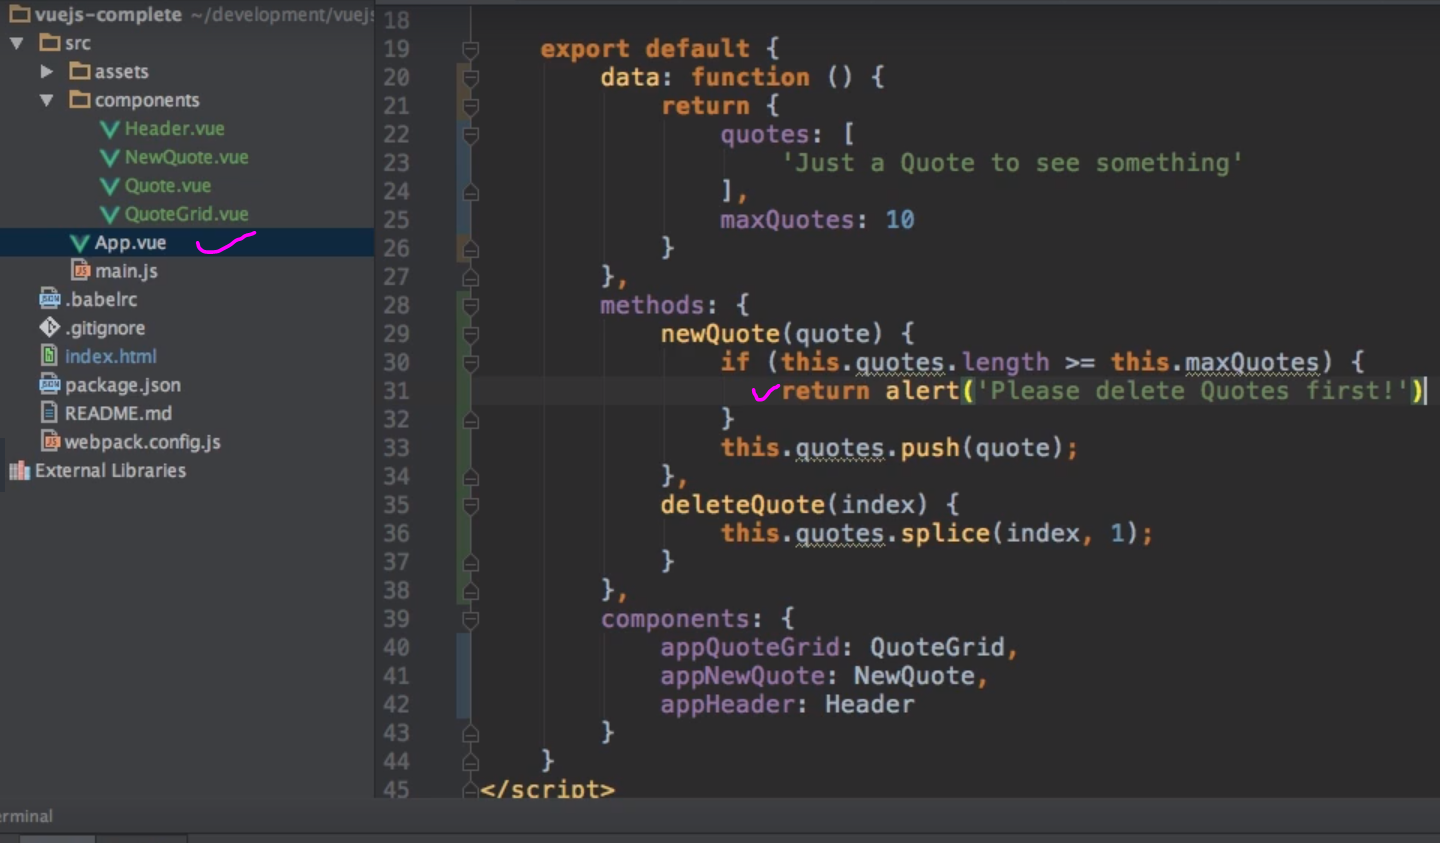 vuejs-complete ~/development/vuejs
src
assets
components
Header.vue
NewQuote.vue
Quote.vue
QuoteGrid.vue
App.vue
main.js
.babelrc
.gitignore
index.html
package.json
README.md
webpack.config.js
External Libraries
18
19 export default {
20 data: function () {
21 return {
22 quotes: [
23 'Just a Quote to see something'
24 ],
25 maxQuotes: 10
26 }
27 },
28 methods: {
29 newQuote(quote) {
30 if (this.quotes.length >= this.maxQuotes) {
31 return alert('Please delete Quotes first!')
32 }
33 this.quotes.push(quote);
34 },
35 deleteQuote(index) {
36 this.quotes.splice(index, 1);
37 }
38 },
39 components: {
40 appQuoteGrid: QuoteGrid,
41 appNewQuote: NewQuote,
42 appHeader: Header
43 }
44 }
45 </script>
erminal